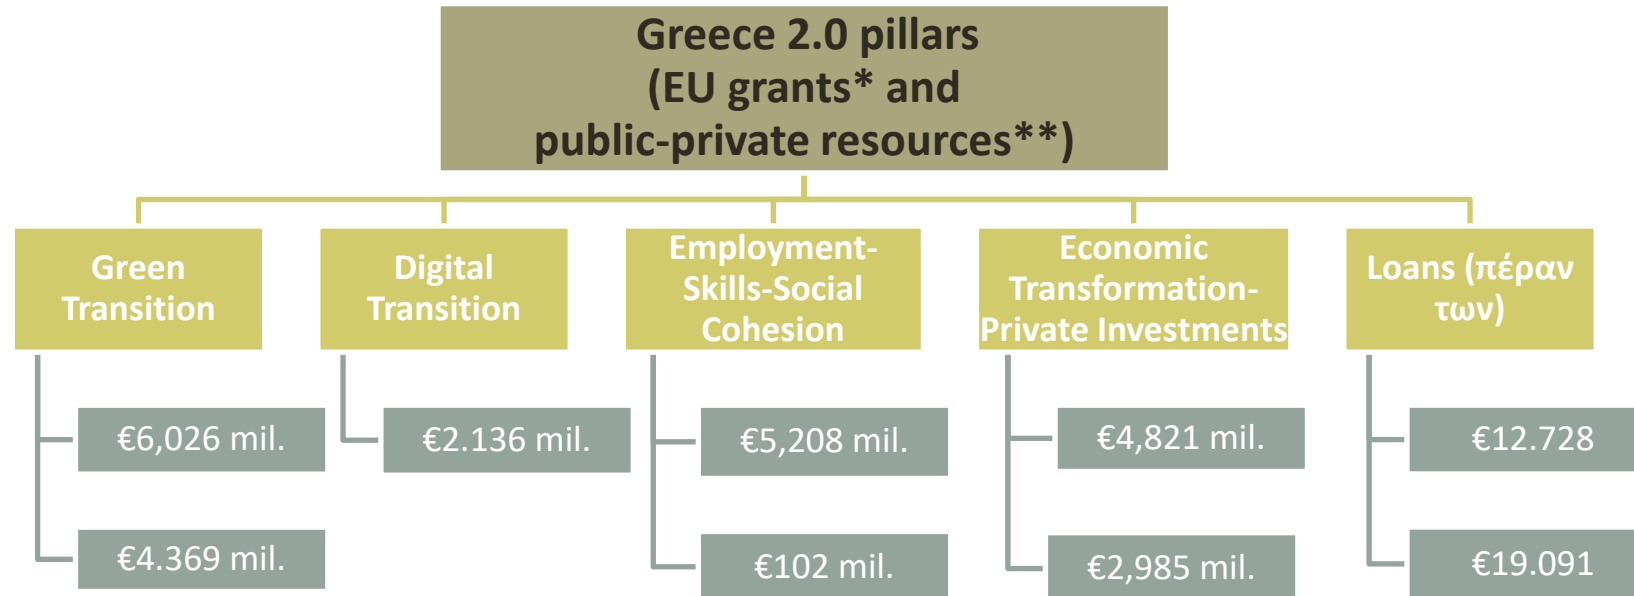 Greece 2.0 pillars
(EU grants* and
public-private resources**)
Green
Transition
Digital
Transition
Employment-
Skills-Social
Cohesion
Economic
Transformation-
Private Investments
Loans (πέραν
των)
€6,026 mil.
€2.136 mil.
€5,208 mil.
€4,821 mil.
€12.728
€4.369 mil.
€102 mil.
€2,985 mil.
€19.091